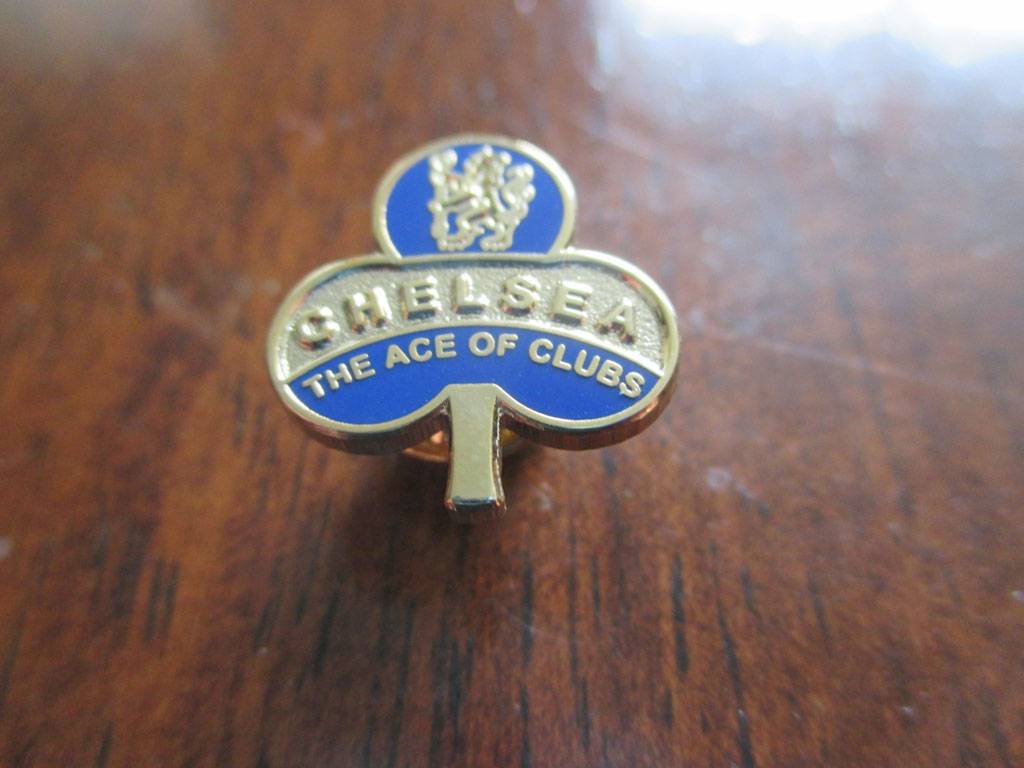 CHELSEA
THE ACE OF CLUBS